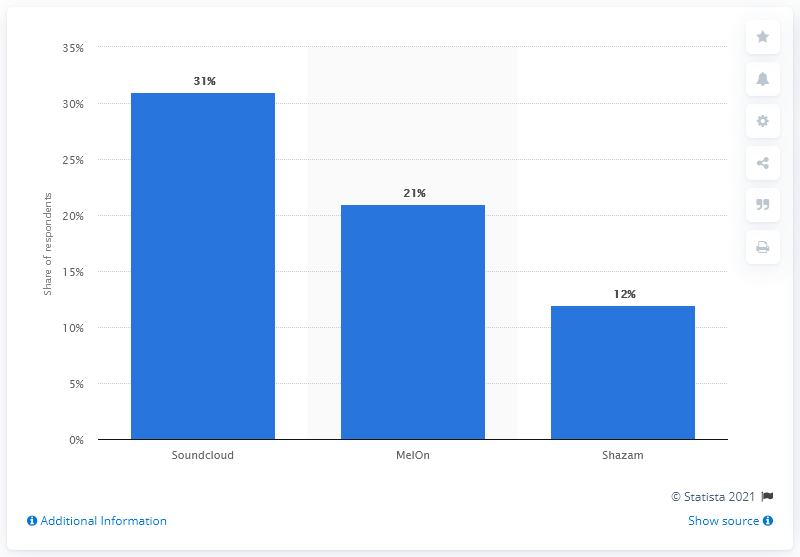 35%
30%
25%
20%
15%
10%
5%
0%
Share of respondents
31%
21%
12%
Soundcloud
MelOn
Shazam
© Statista 2021
Additional Information
Show source